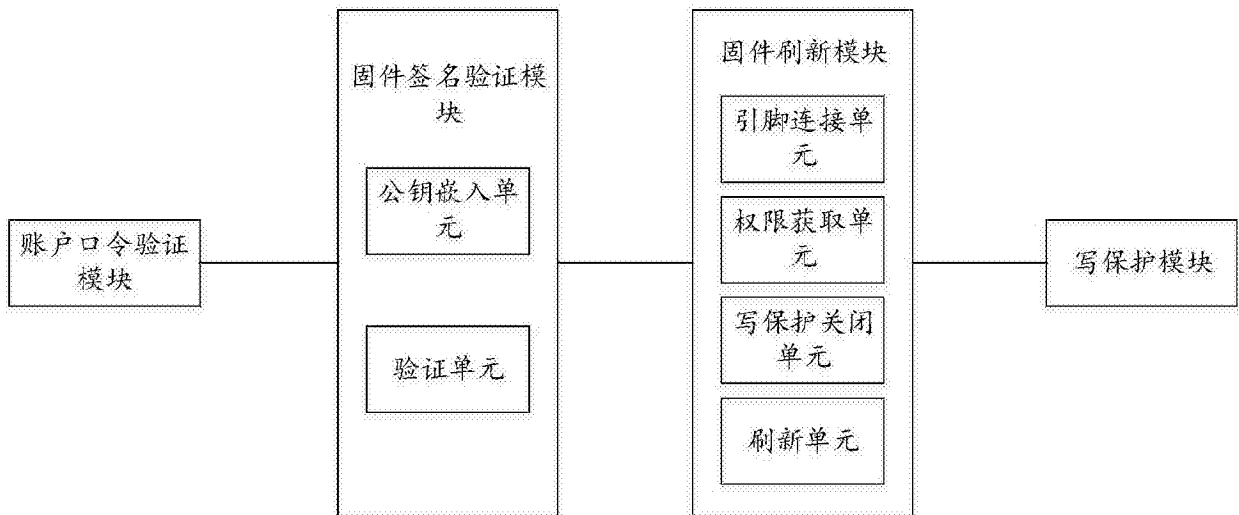 账户口令验证
模块
固件签名验证模
块
公钥嵌入单
元
验证单元
固件刷新模块
引脚连接单
元
权限获取单
元
写保护关闭
单元
刷新单元
写保护模块